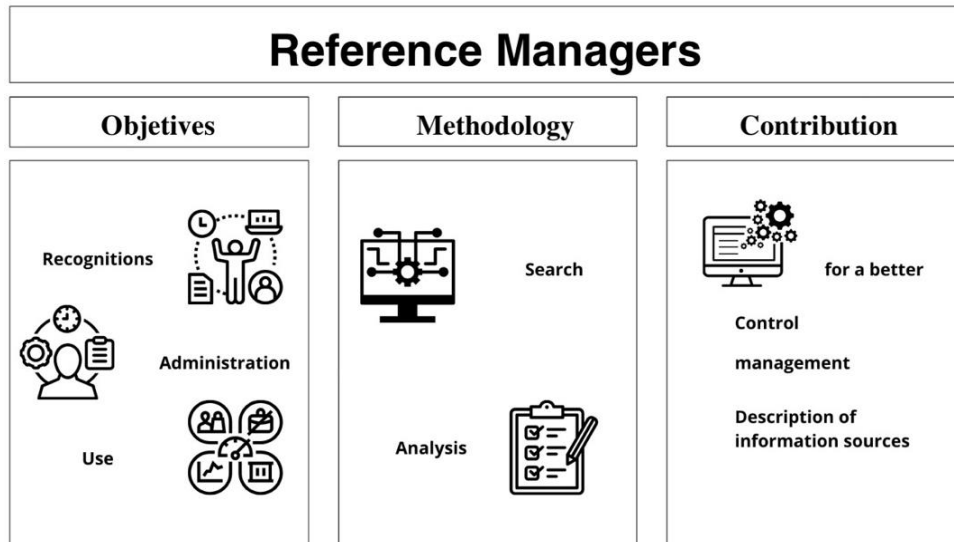 Reference Managers
Objetives
Methodology
Contribution
Recognitions
Administration
Use
Search
Analysis
for a better
Control
management
Description of
information sources